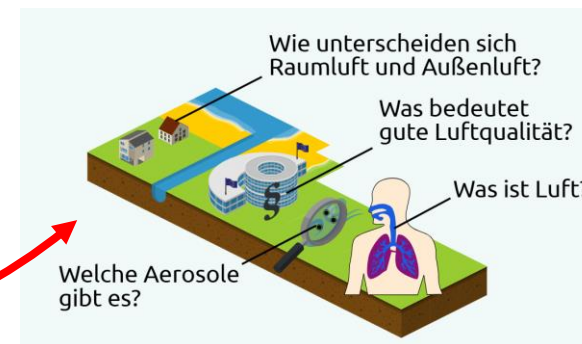 Wie unterscheiden sich
Raumluft und Außenluft?
Was bedeutet
gute Luftqualität?
Was ist Luft?
§
Welche Aerosole
gibt es?